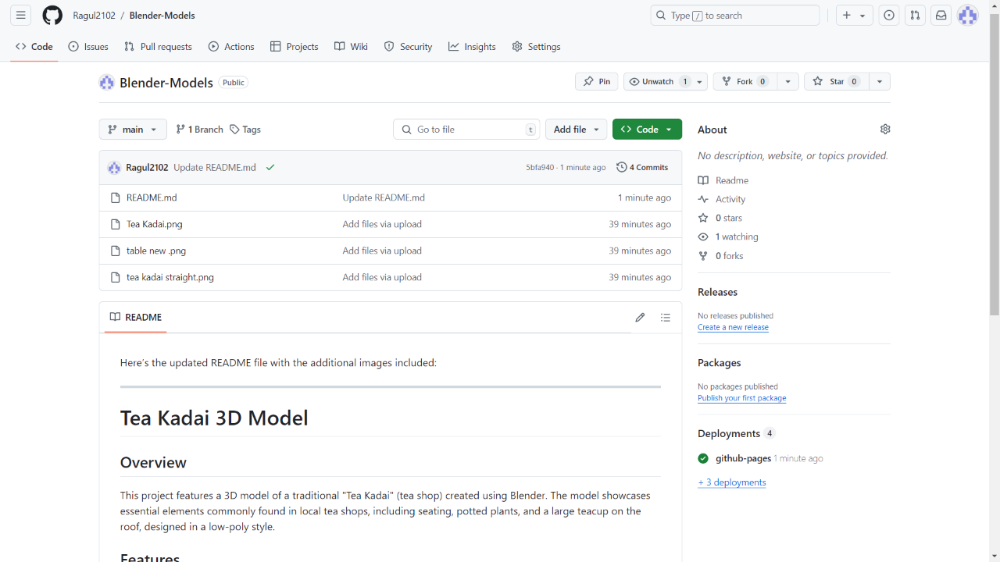 Ragul2102 / Blender-Models
Type / to search
Code Issues Pull requests Actions Projects Wiki Security Insights Settings
Blender-Models Public
Pin Unwatch 1 Fork 0 Star 0
main 1 Branch Tags Go to file t Add file Code
Ragul2102 Update README.md 5bfa940 · 1 minute ago 4 Commits
README.md Update README.md 1 minute ago
Tea Kadai.png Add files via upload 39 minutes ago
table new .png Add files via upload 39 minutes ago
tea kadai straight.png Add files via upload 39 minutes ago
README
Here's the updated README file with the additional images included:
Tea Kadai 3D Model
Overview
This project features a 3D model of a traditional "Tea Kadai" (tea shop) created using Blender. The model showcases
essential elements commonly found in local tea shops, including seating, potted plants, and a large teacup on the
roof, designed in a low-poly style.
Features
About
No description, website, or topics provided.
Readme
Activity
0 stars
1 watching
0 forks
Releases
No releases published
Create a new release
Packages
No packages published
Publish your first package
Deployments 4
github-pages 1 minute ago
+ 3 deployments